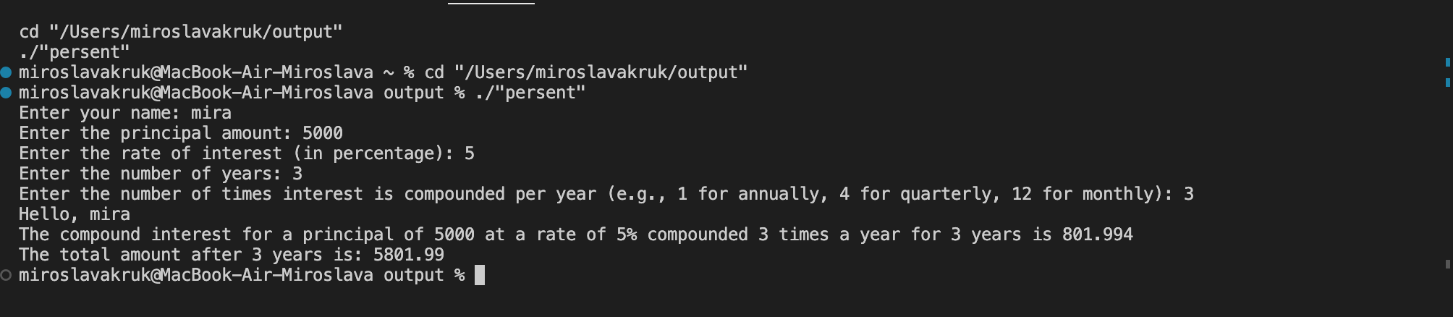 cd "/Users/miroslavakruk/output"
./"persent"
miroslavakruk@MacBook-Air-Miroslava ~ % cd "/Users/miroslavakruk/output"
miroslavakruk@MacBook-Air-Miroslava output % ./"persent"
Enter your name: mira
Enter the principal amount: 5000
Enter the rate of interest (in percentage): 5
Enter the number of years: 3
Enter the number of times interest is compounded per year (e.g., 1 for annually, 4 for quarterly, 12 for monthly): 3
Hello, mira
The compound interest for a principal of 5000 at a rate of 5% compounded 3 times a year for 3 years is 801.994
The total amount after 3 years is: 5801.99
miroslavakruk@MacBook-Air-Miroslava output %